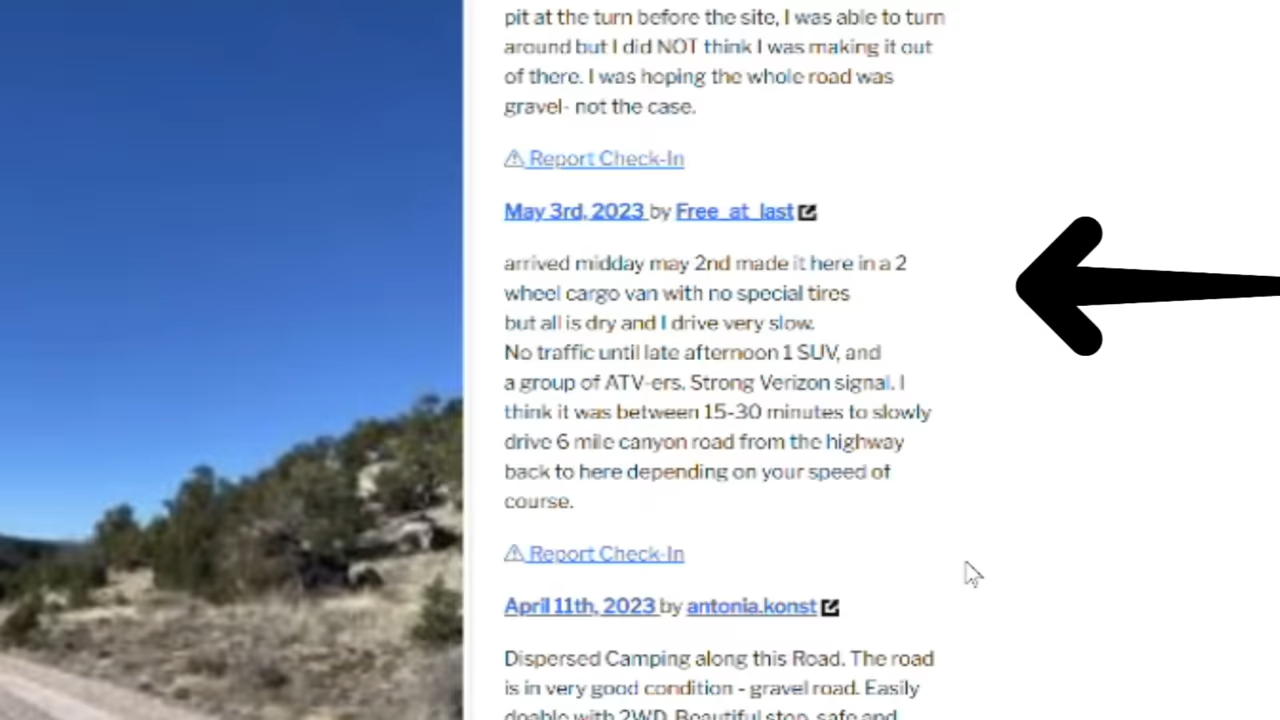 pit at the turn before the site, I was able to turn
around but I did NOT think I was making it out
of there. I was hoping the whole road was
gravel- not the case.
⚠ Report Check-In
May 3rd, 2023 by Free_at_last
arrived midday may 2nd made it here in a 2
wheel cargo van with no special tires
but all is dry and I drive very slow.
No traffic until late afternoon 1 SUV, and
a group of ATV-ers. Strong Verizon signal. I
think it was between 15-30 minutes to slowly
drive 6 mile canyon road from the highway
back to here depending on your speed of
course.
⚠ Report Check-In
April 11th, 2023 by antonia.konst
Dispersed Camping along this Road. The road
is in very good condition - gravel road. Easily
doable with 2WD. Beautiful stop, safe and